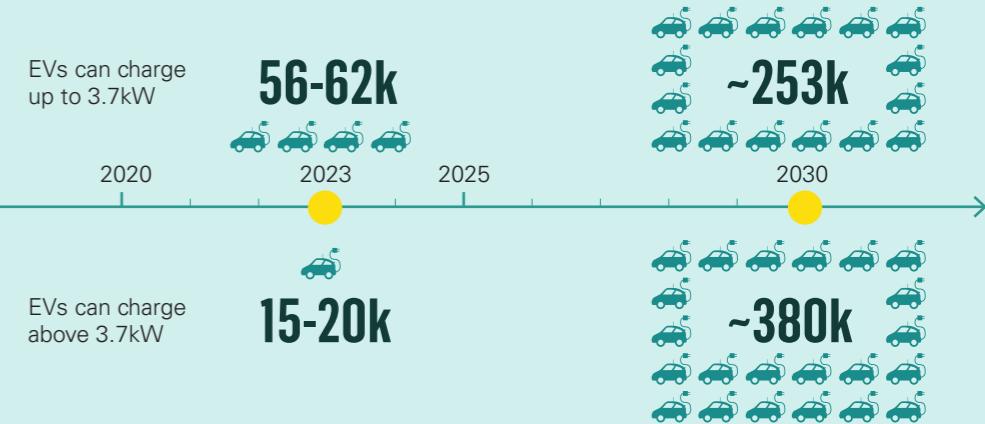 EVs can charge
up to 3.7kW
56-62k
~253k
2020
2023
2025
2030
EVs can charge
above 3.7kW
15-20k
~380k